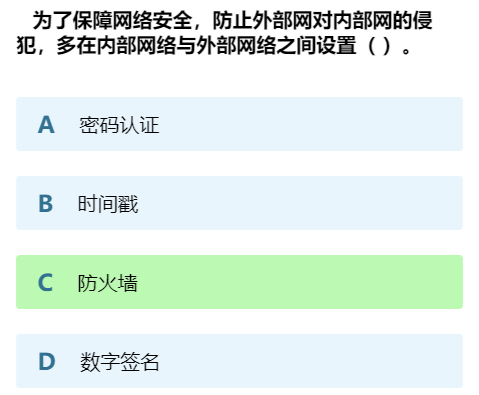 为了保障网络安全，防止外部网对内部网的侵
犯，多在内部网络与外部网络之间设置（ ）。
A 密码认证
B 时间戳
C 防火墙
D 数字签名